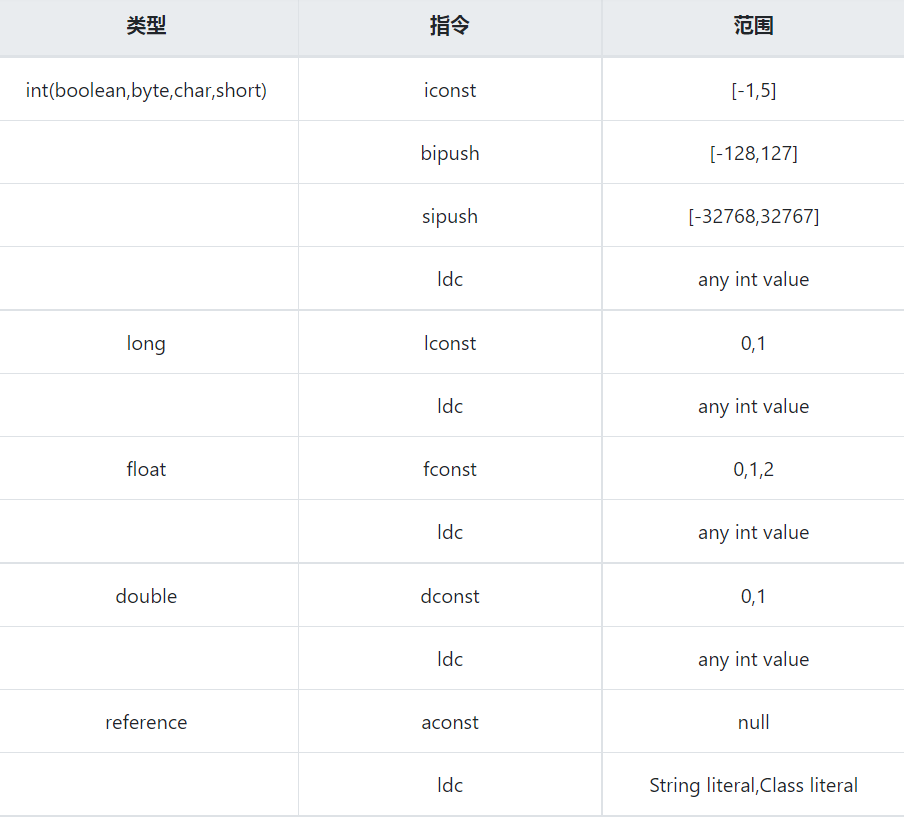 类型 指令 范围
int(boolean,byte,char,short) iconst [-1,5]
bipush [-128,127]
sipush [-32768,32767]
ldc any int value
long lconst 0,1
ldc any int value
float fconst 0,1,2
ldc any int value
double dconst 0,1
ldc any int value
reference aconst null
ldc String literal,Class literal